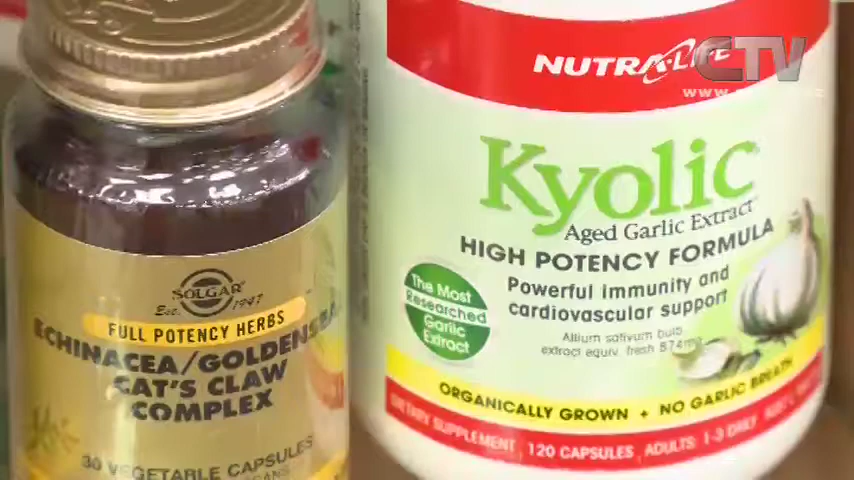 SOLGAR
Est. 1947
FULL POTENCY HERBS
ECHINACEA/GOLDENSEAL
CAT'S CLAW
COMPLEX
30 VEGETABLE CAPSULES
NUTRA-LIFE
CTV
Kyolic
Aged Garlic Extract
HIGH POTENCY FORMULA
Powerful immunity and
cardiovascular support
Allium sativum bulb
extract equiv. fresh
The Most
Researched
Garlic
Extract
ORGANICALLY GROWN + NO GARLIC BREATH
DIETARY SUPPLEMENT, 120 CAPSULES, ADULTS: 1-3 DAILY